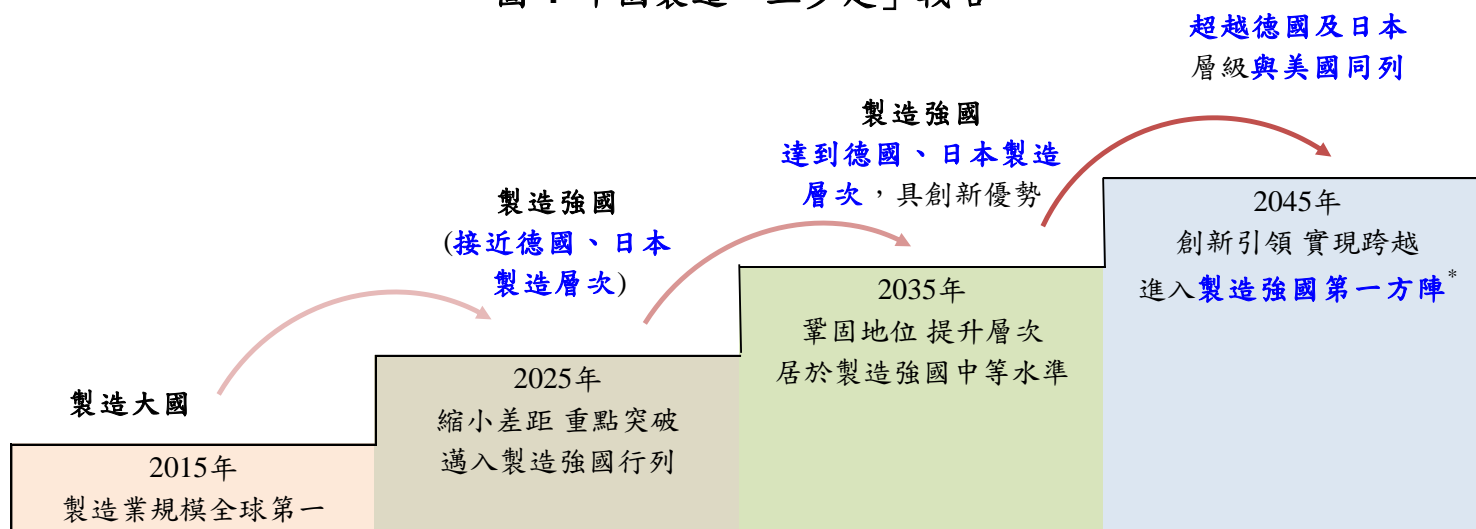 製造大國
2015年
製造業規模全球第一
製造強國
(接近德國、日本
製造層次)
2025年
縮小差距 重點突破
邁入製造強國行列
製造強國
達到德國、日本製造
層次，具創新優勢
2035年
鞏固地位 提升層次
居於製造強國中等水準
超越德國及日本
層級與美國同列
2045年
創新引領 實現跨越
進入製造強國第一方陣*